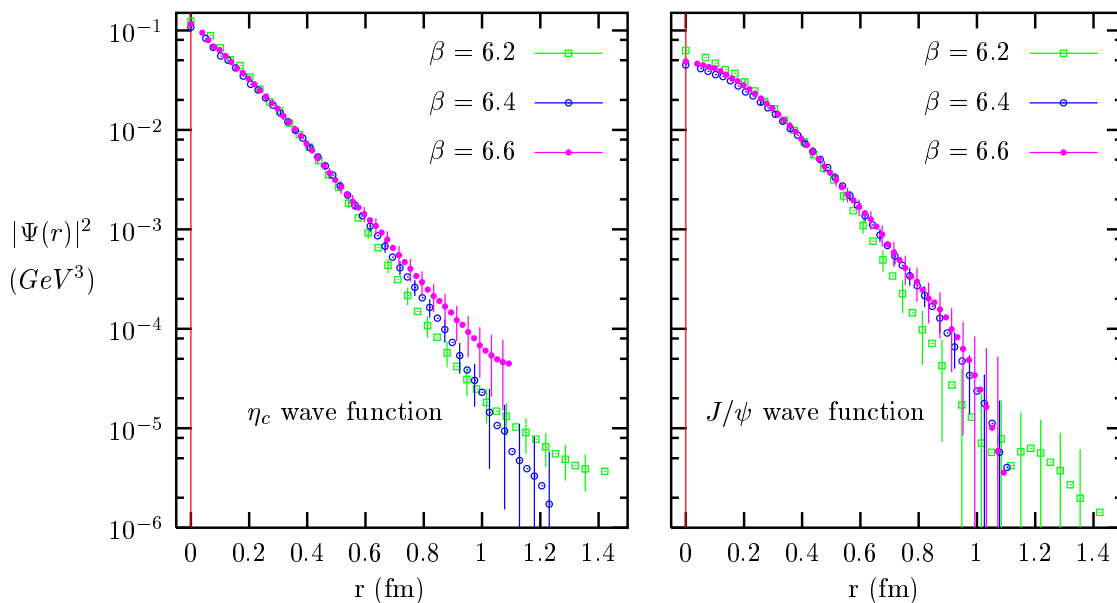 10⁻¹
10⁻²
10⁻³
10⁻⁴
10⁻⁵
10⁻⁶
|Ψ(r)|²
(GeV³)
β = 6.2
β = 6.4
β = 6.6
η_c wave function
0 0.2 0.4 0.6 0.8 1 1.2 1.4
r (fm)
β = 6.2
β = 6.4
β = 6.6
J/ψ wave function
0 0.2 0.4 0.6 0.8 1 1.2 1.4
r (fm)